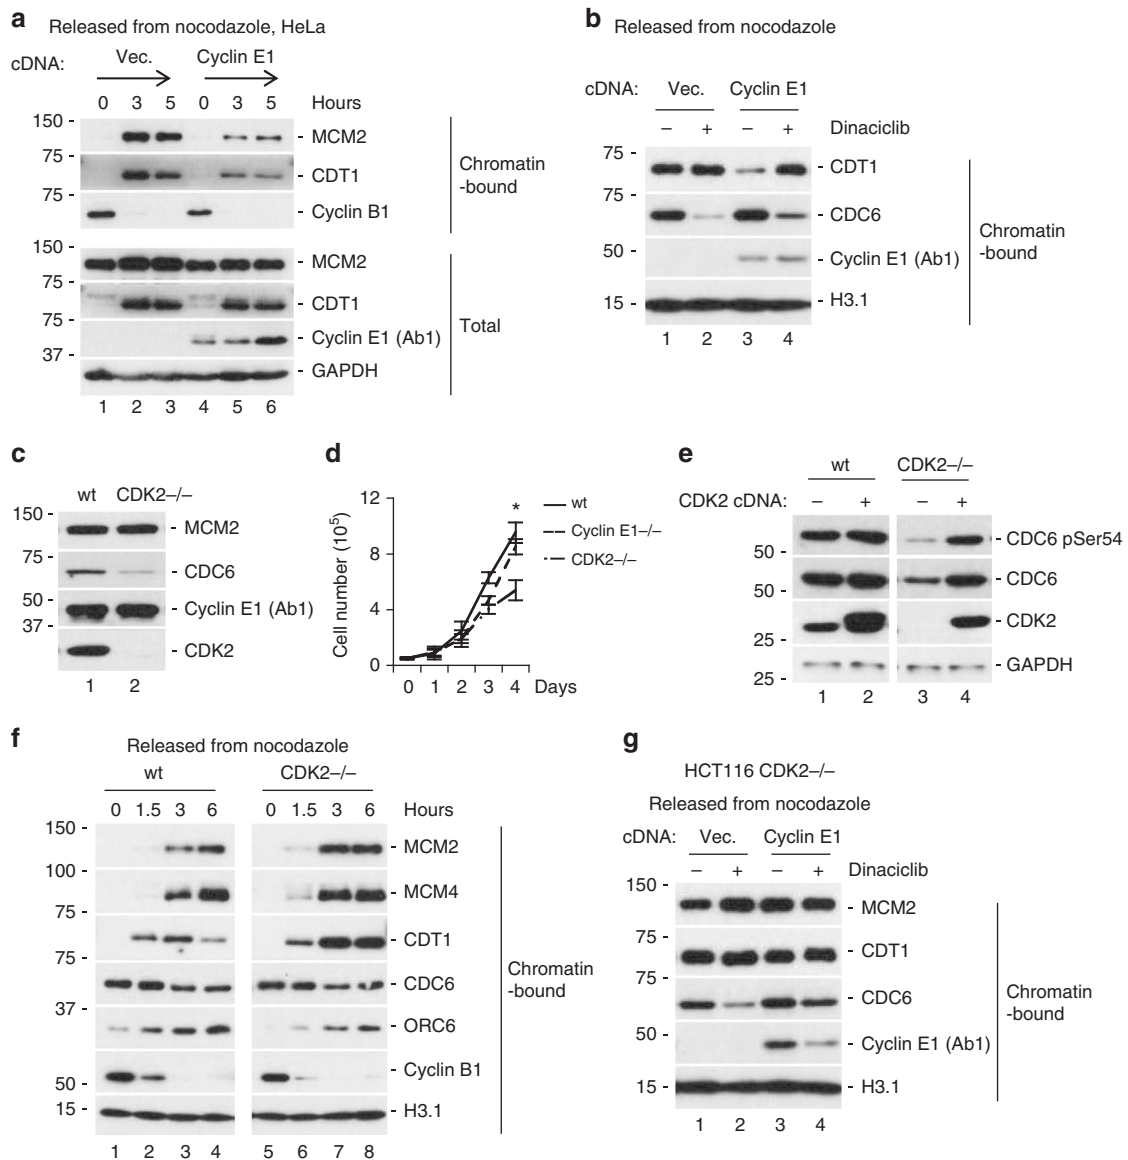 a
Released from nocodazole, HeLa
cDNA: Vec. Cyclin E1
0 3 5 0 3 5 Hours
150 -
- MCM2
75 -
- CDT1
75 -
- Cyclin B1
Chromatin
-bound
150 -
- MCM2
75 -
- CDT1
75 -
- Cyclin E1 (Ab1)
37 -
- GAPDH
Total
1 2 3 4 5 6
b
Released from nocodazole
cDNA: Vec. Cyclin E1
– + – + Dinaciclib
75 -
- CDT1
75 -
- CDC6
50 -
- Cyclin E1 (Ab1)
15 -
- H3.1
Chromatin
-bound
1 2 3 4
c
wt CDK2–/–
150 -
- MCM2
75 -
- CDC6
50 -
- Cyclin E1 (Ab1)
37 -
- CDK2
1 2
d
Cell number (10⁵)
12
8
4
0
*
wt
Cyclin E1–/–
CDK2–/–
0 1 2 3 4 Days
e
wt CDK2–/–
CDK2 cDNA: – + – +
- CDC6 pSer54
50 -
- CDC6
50 -
- CDK2
25 -
- GAPDH
25 -
1 2 3 4
f
Released from nocodazole
wt CDK2–/–
0 1.5 3 6 0 1.5 3 6 Hours
150 -
- MCM2
100 -
- MCM4
75 -
- CDT1
75 -
- CDC6
37 -
- ORC6
- Cyclin B1
50 -
15 -
- H3.1
Chromatin
-bound
1 2 3 4 5 6 7 8
g
HCT116 CDK2–/–
Released from nocodazole
cDNA: Vec. Cyclin E1
– + – + Dinaciclib
150 -
- MCM2
75 -
- CDT1
75 -
- CDC6
50 -
- Cyclin E1 (Ab1)
15 -
- H3.1
Chromatin
-bound
1 2 3 4